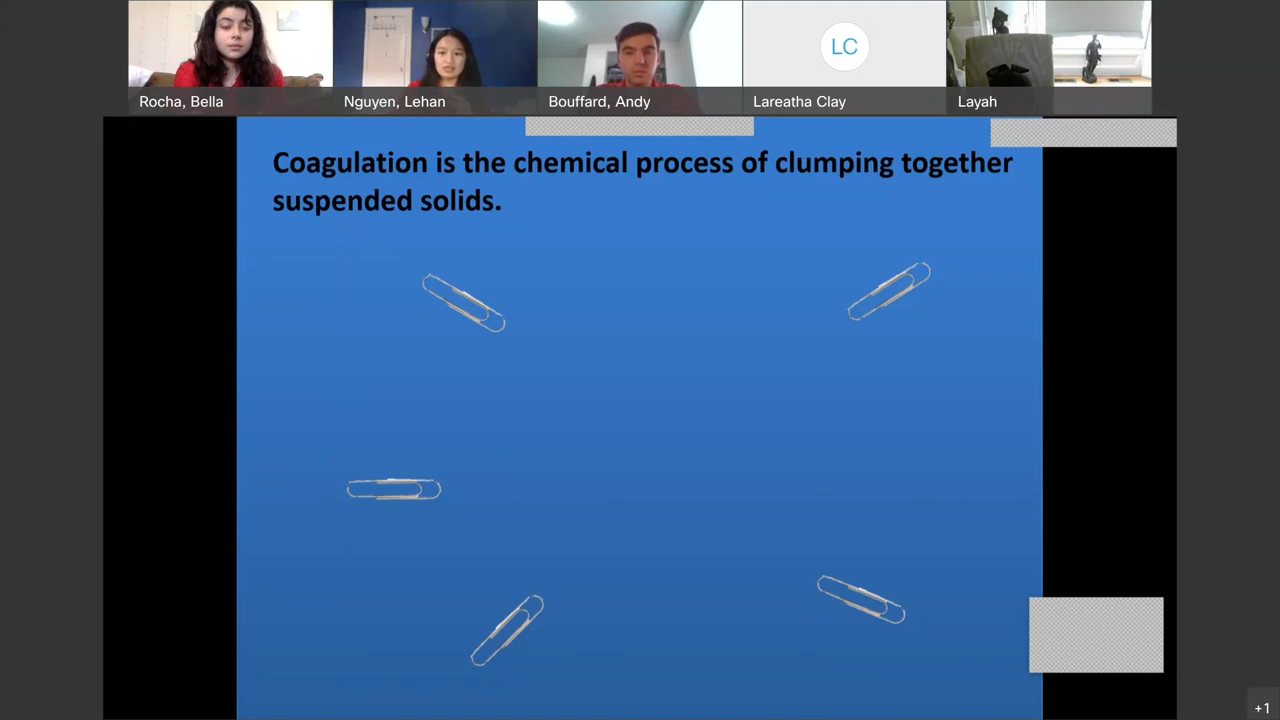 LC
Rocha, Bella
Nguyen, Lehan
Bouffard, Andy
Lareatha Clay
Layah
Coagulation is the chemical process of clumping together
suspended solids.
+1